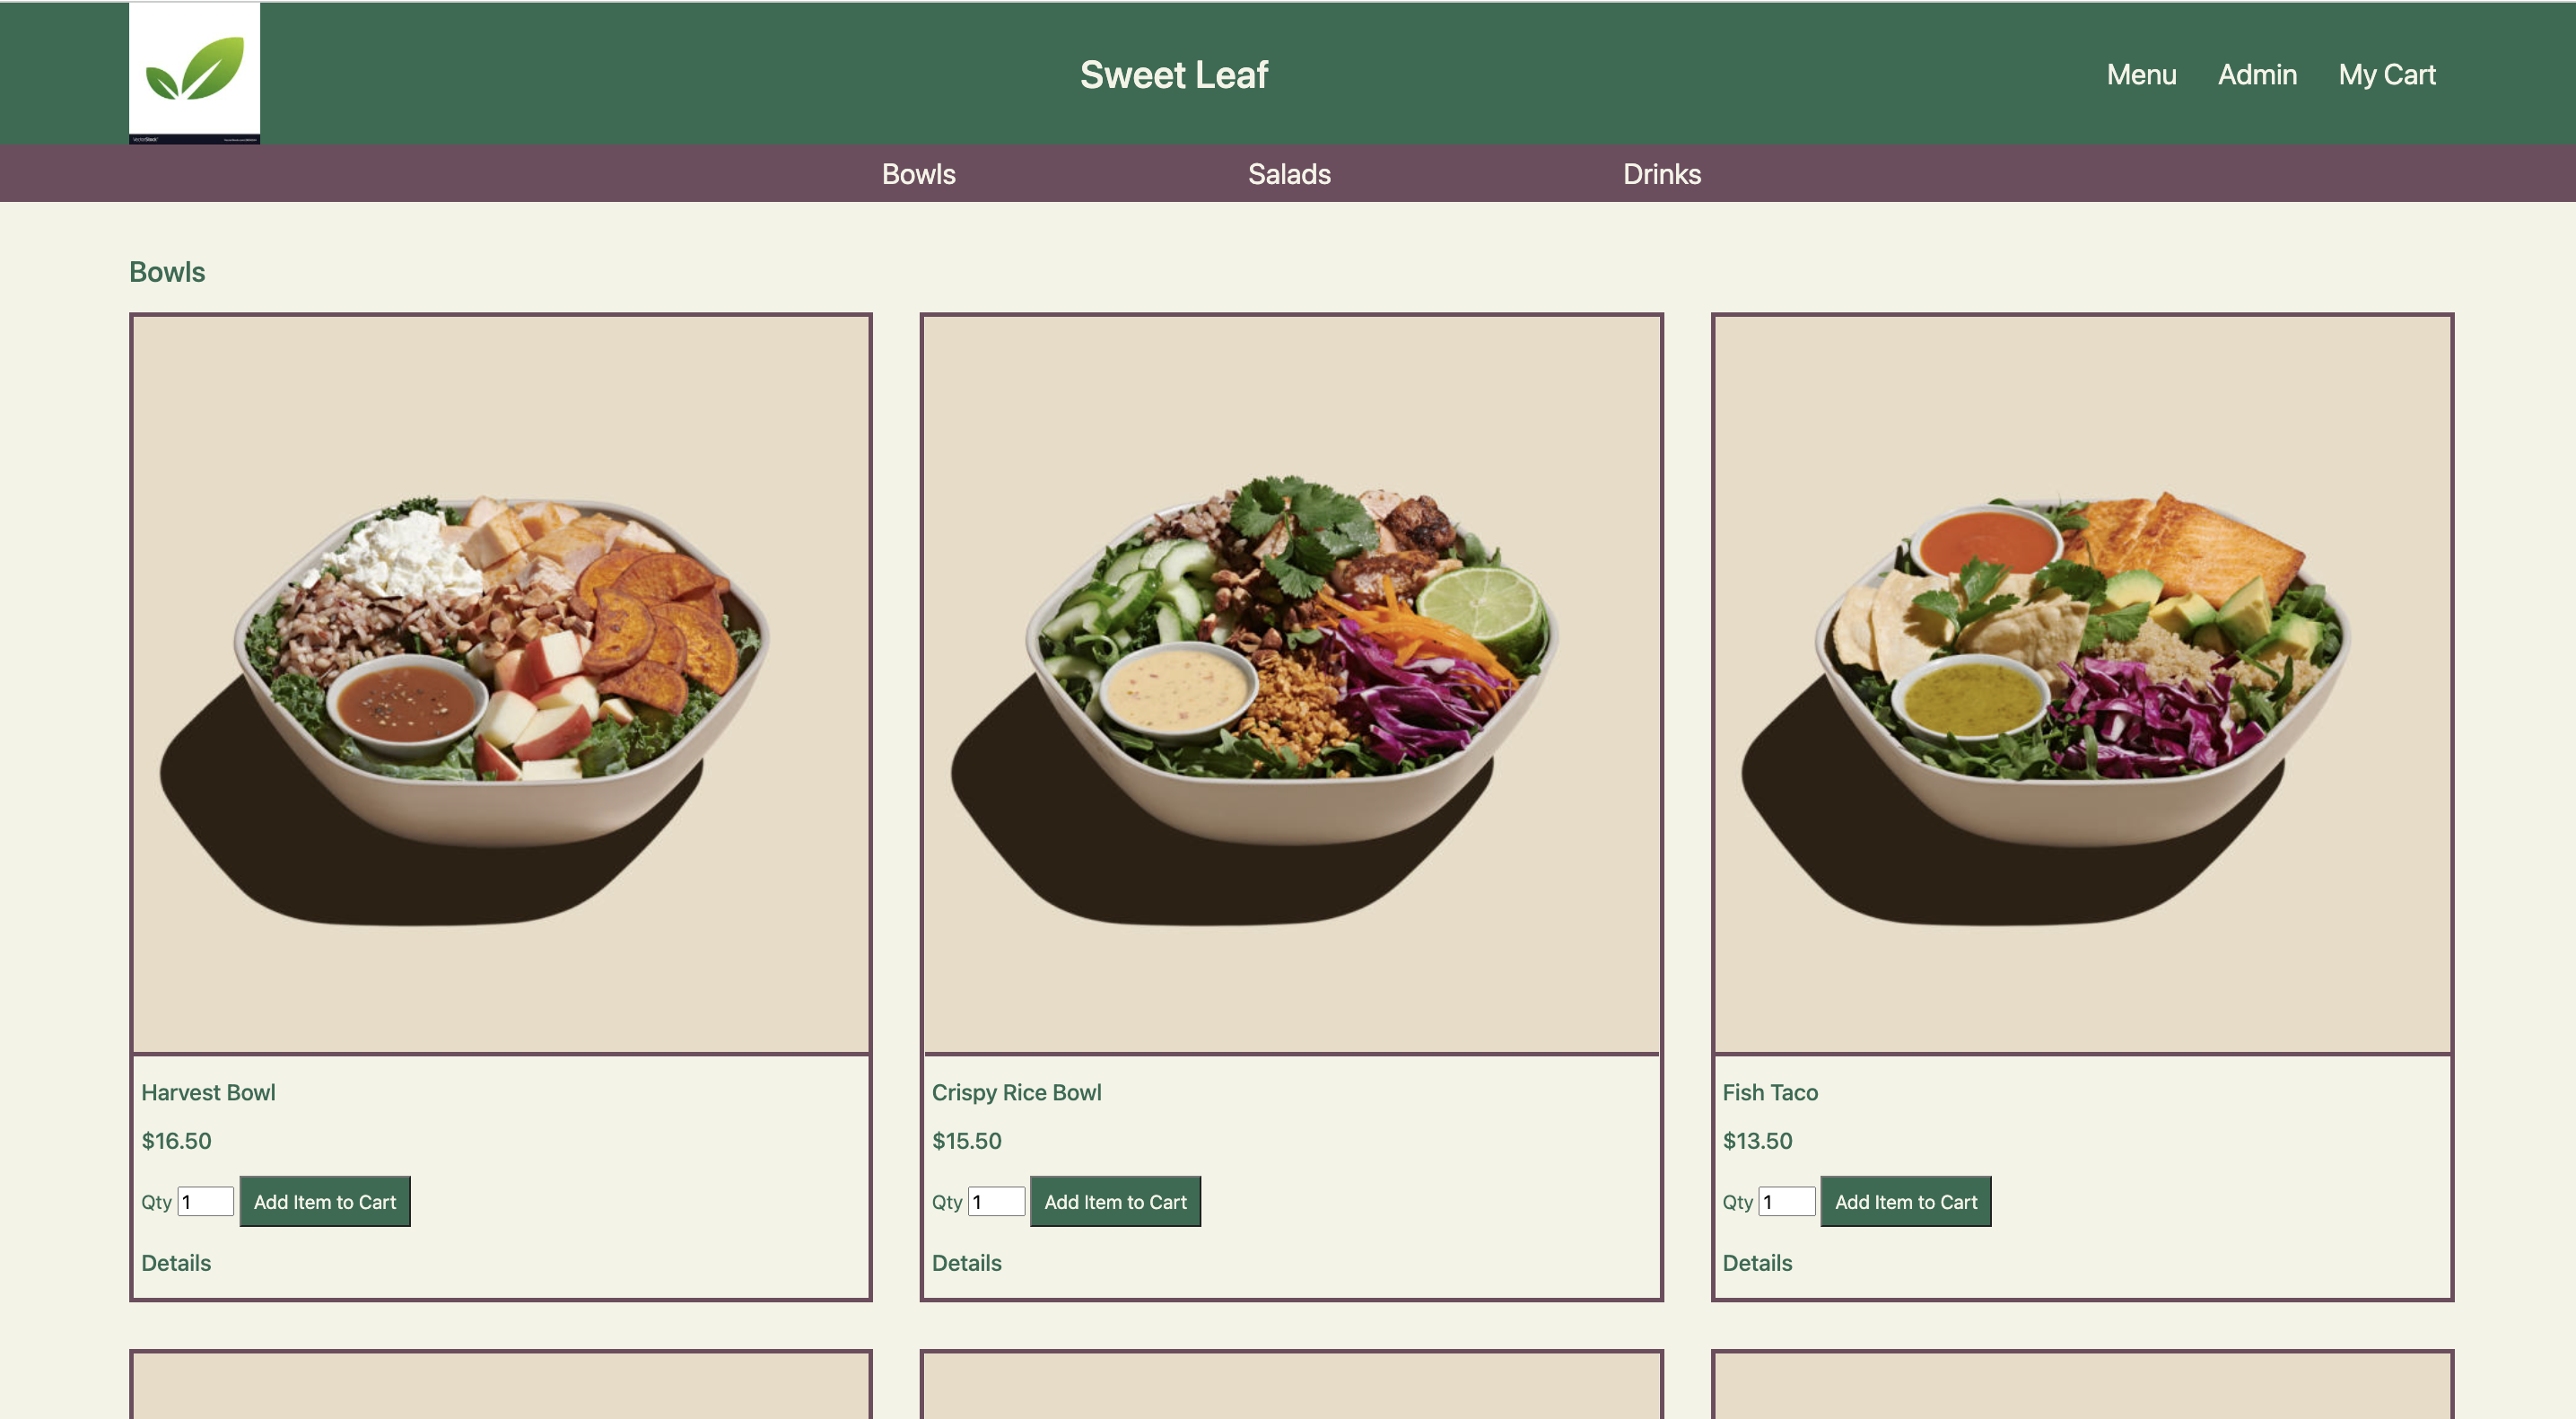 Sweet Leaf
Menu Admin My Cart
VectorStock
Bowls Salads Drinks
Bowls
Harvest Bowl
$16.50
Qty 1 Add Item to Cart
Details
Crispy Rice Bowl
$15.50
Qty 1 Add Item to Cart
Details
Fish Taco
$13.50
Qty 1 Add Item to Cart
Details